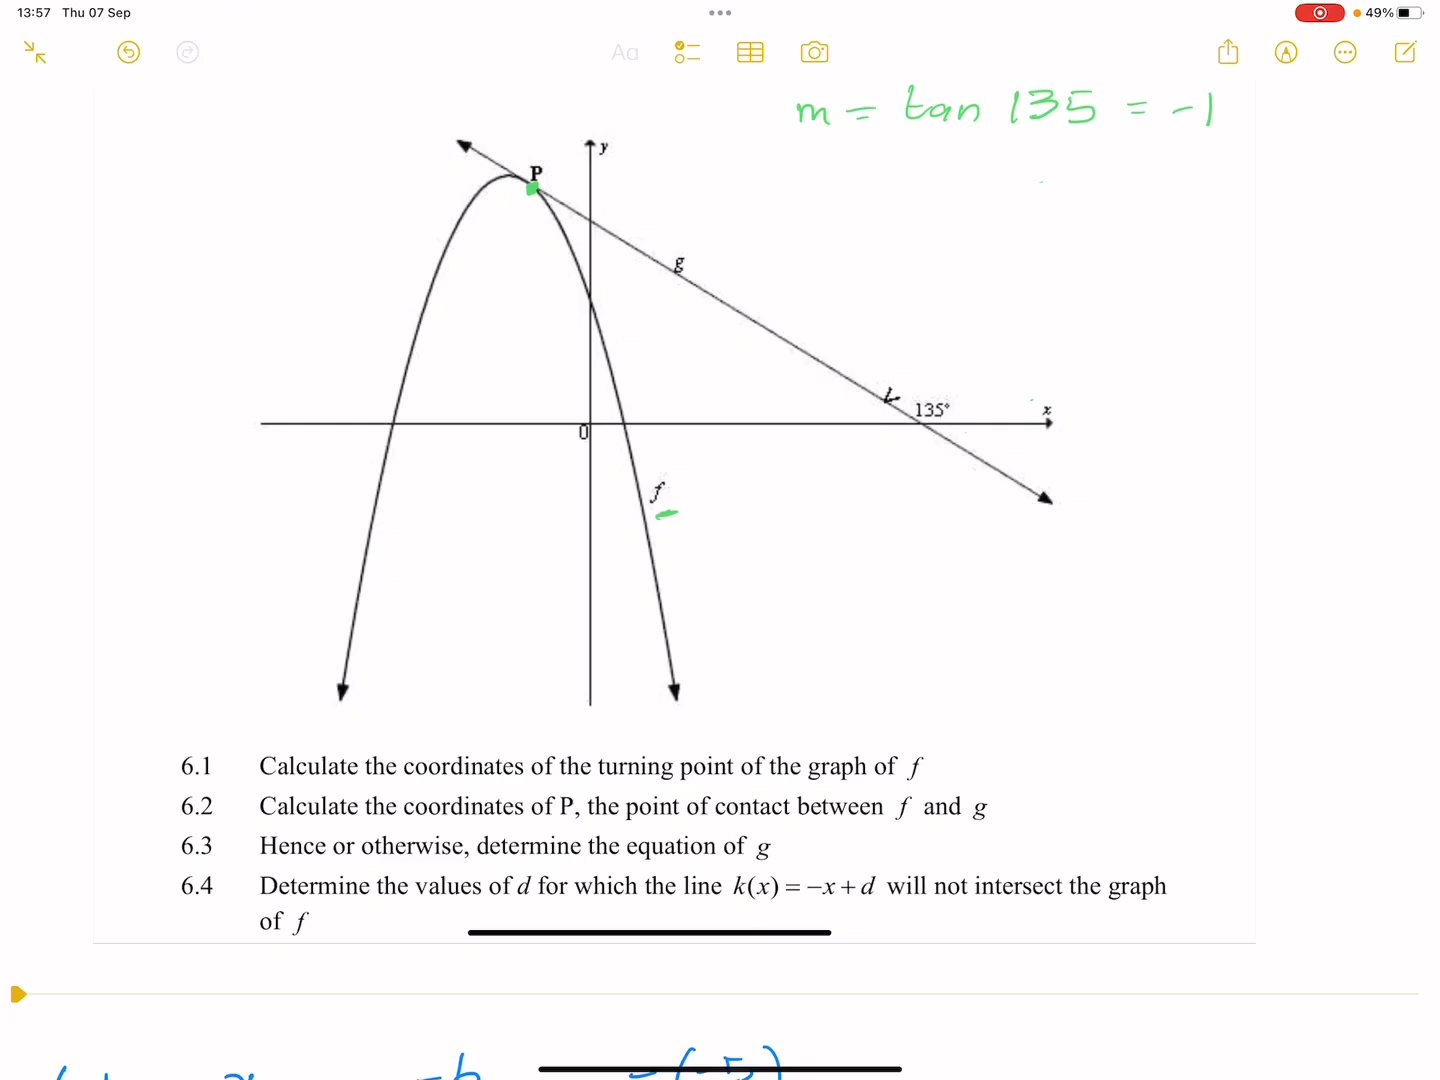 13:57 Thu 07 Sep
49%
Aa
m = tan 135 = -1
y
P
g
135°
x
0
f
6.1 Calculate the coordinates of the turning point of the graph of f
6.2 Calculate the coordinates of P, the point of contact between f and g
6.3 Hence or otherwise, determine the equation of g
6.4 Determine the values of d for which the line k(x) = −x + d will not intersect the graph
of f